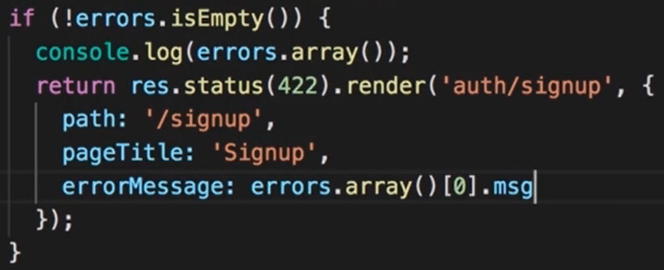 if (!errors.isEmpty()) {
  console.log(errors.array());
  return res.status(422).render('auth/signup', {
    path: '/signup',
    pageTitle: 'Signup',
    errorMessage: errors.array()[0].msg
  });
}